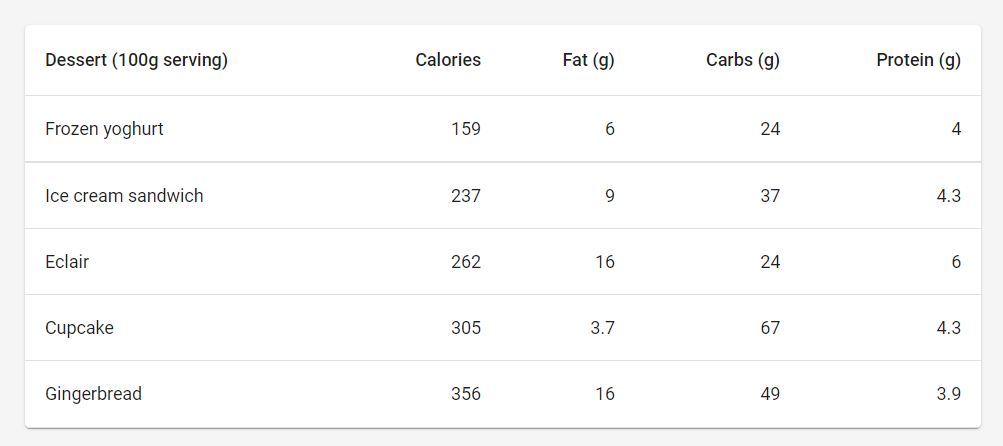 Dessert (100g serving) Calories Fat (g) Carbs (g) Protein (g)
Frozen yoghurt 159 6 24 4
Ice cream sandwich 237 9 37 4.3
Eclair 262 16 24 6
Cupcake 305 3.7 67 4.3
Gingerbread 356 16 49 3.9